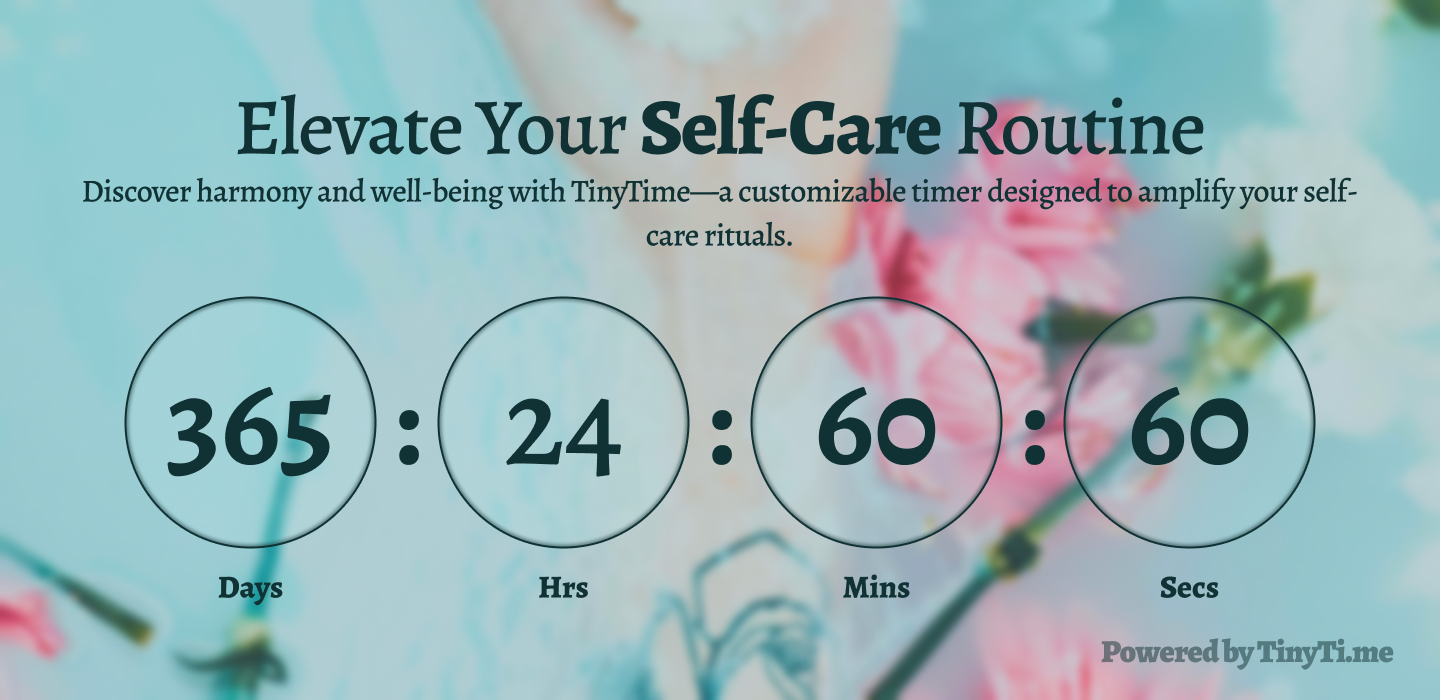 Elevate Your Self-Care Routine
Discover harmony and well-being with TinyTime—a customizable timer designed to amplify your self-
care rituals.
365 : 24 : 60 : 60
Days Hrs Mins Secs
Powered by TinyTi.me